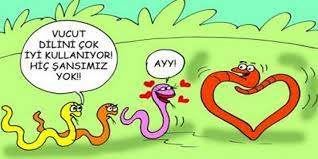 VUCUT
DİLİNİ ÇOK
İYİ KULLANIYOR!
HİÇ ŞANSIMIZ
YOK!!
AYY!